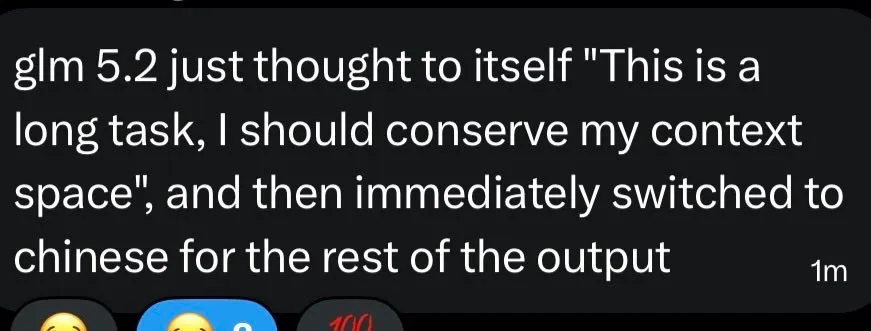 glm 5.2 just thought to itself "This is a
long task, I should conserve my context
space", and then immediately switched to
chinese for the rest of the output
1m